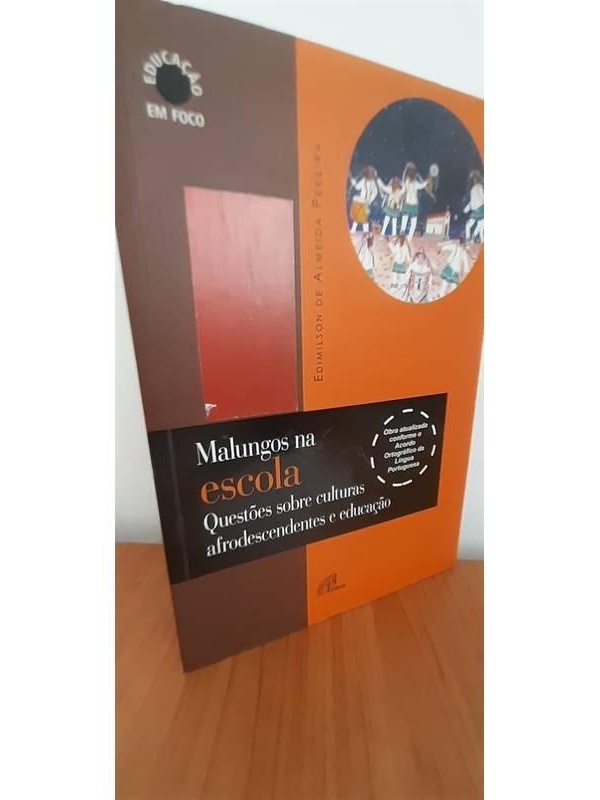 EDUCAÇÃO
EM FOCO
EDIMILSON DE ALMEIDA PEREIRA
Malungos na
escola
Questões sobre culturas
afrodescendentes e educação
Obra atualizada
conforme o
Acordo
Ortográfico da
Língua
Portuguesa